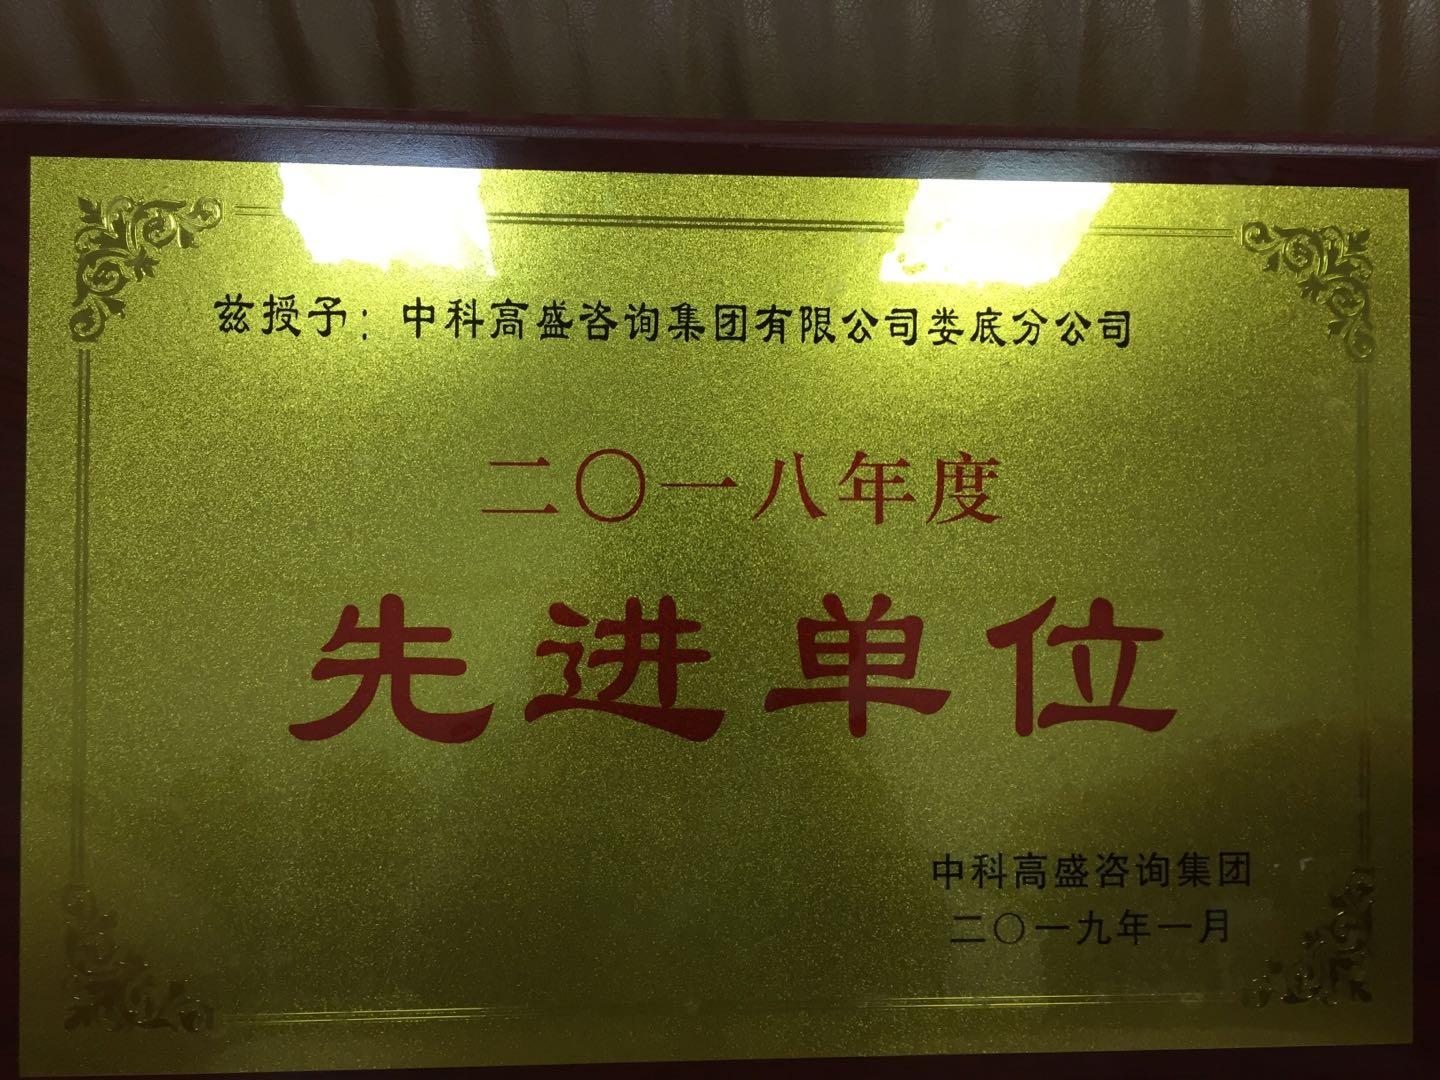 兹授予：中科高盛咨询集团有限公司娄底分公司
二〇一八年度
先进单位
中科高盛咨询集团
二〇一九年一月